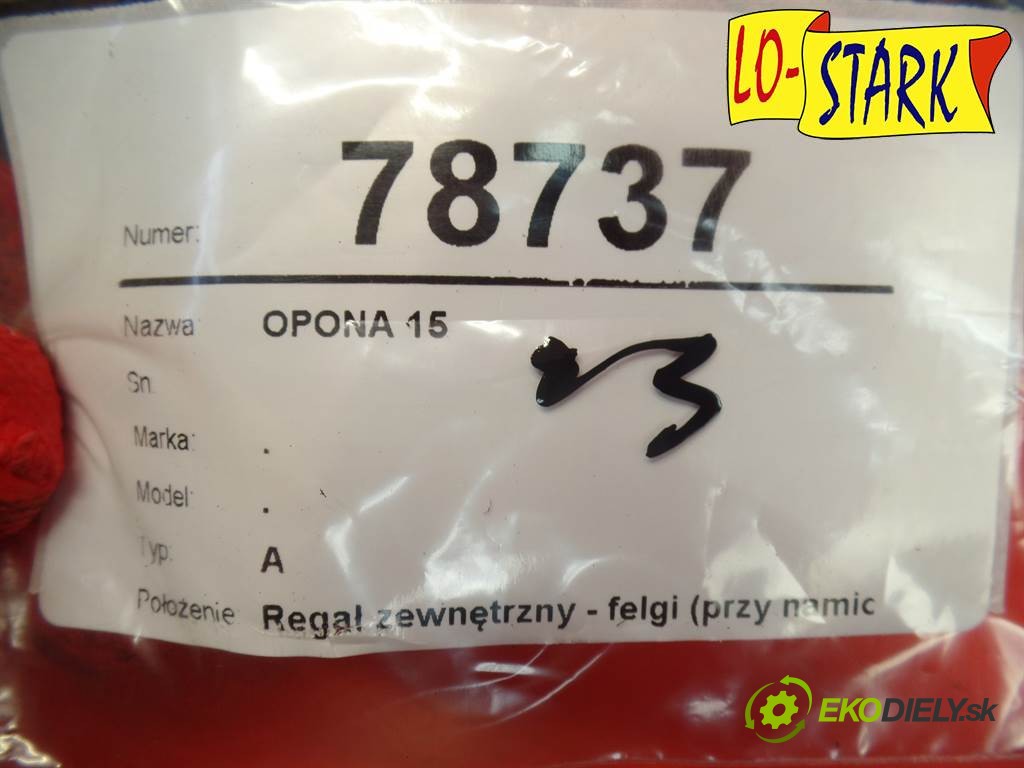 LO-STARK
Numer: 78737
Nazwa: OPONA 15
Sn.
Marka: .
Model: .
Typ: A
Położenie Regał zewnętrzny - felgi (przy namic
EKODIELY.sk